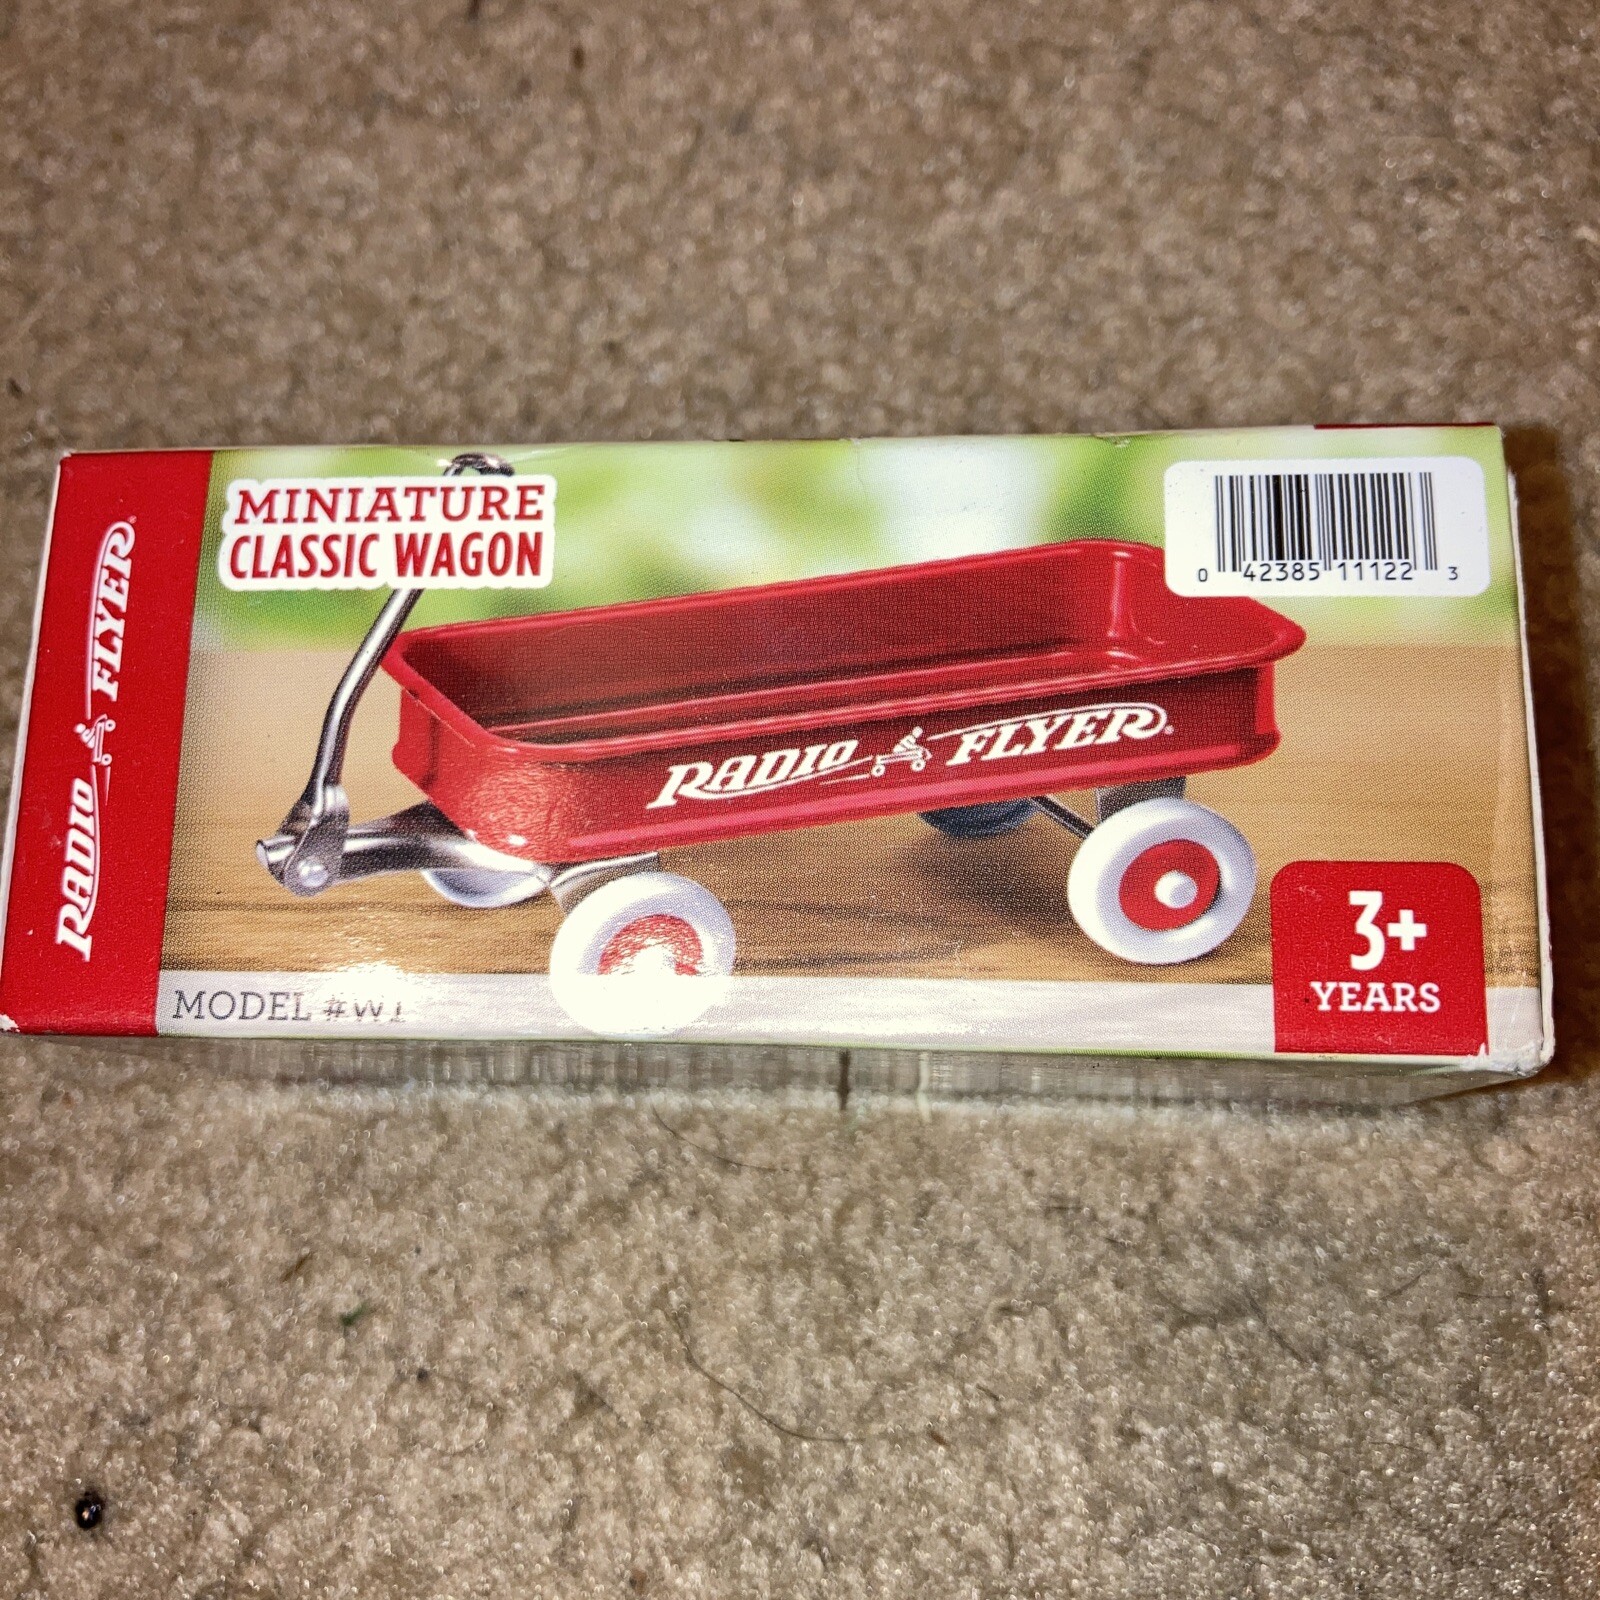 RADIO FLYER®
MINIATURE
CLASSIC WAGON
0 42385 11122 3
RADIO FLYER®
MODEL #W1
3+
YEARS